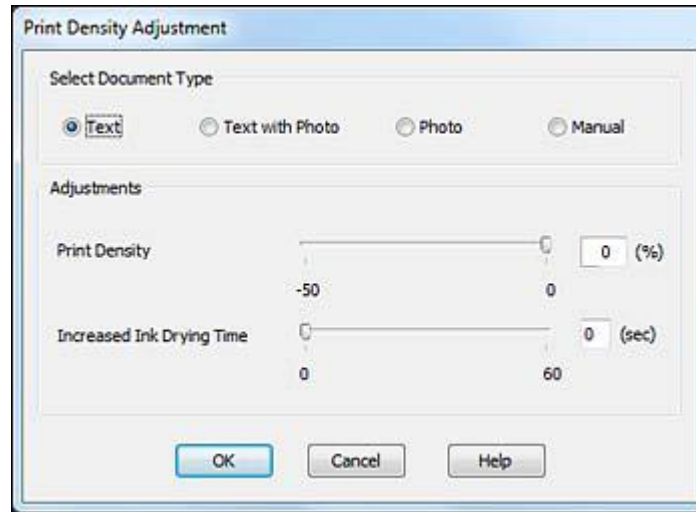 Print Density Adjustment
Select Document Type
Text Text with Photo Photo Manual
Adjustments
Print Density 0 (%)
-50 0
Increased Ink Drying Time 0 (sec)
0 60
OK Cancel Help